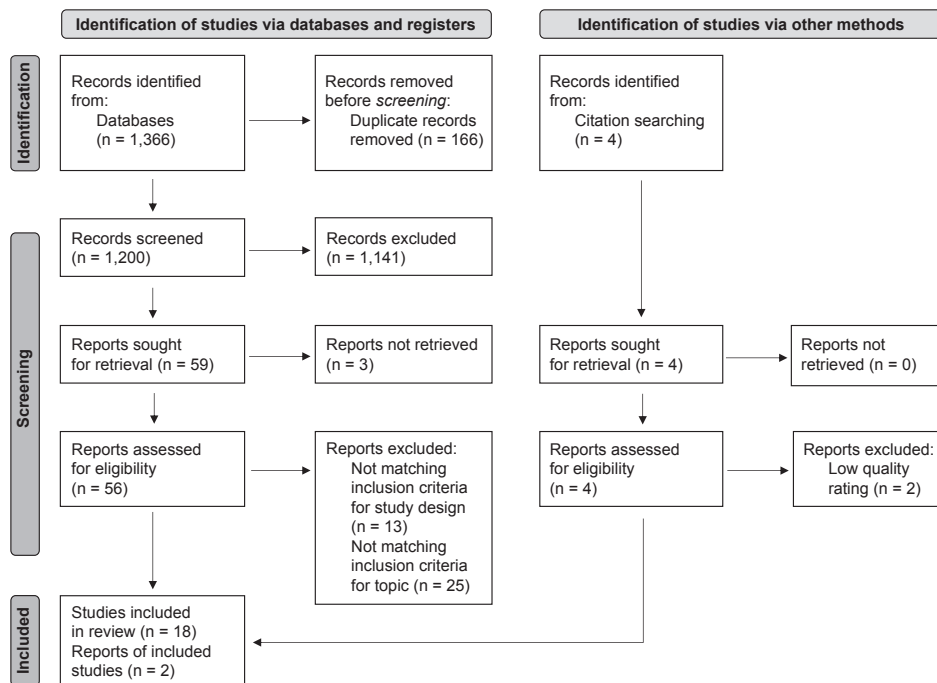 Identification of studies via databases and registers
Identification of studies via other methods
Identification
Records identified
from:
Databases
(n = 1,366)
Records removed
before screening:
Duplicate records
removed (n = 166)
Records identified
from:
Citation searching
(n = 4)
Screening
Records screened
(n = 1,200)
Records excluded
(n = 1,141)
Reports sought
for retrieval (n = 59)
Reports not retrieved
(n = 3)
Reports sought
for retrieval (n = 4)
Reports not
retrieved (n = 0)
Reports assessed
for eligibility
(n = 56)
Reports excluded:
Not matching
inclusion criteria
for study design
(n = 13)
Not matching
inclusion criteria
for topic (n = 25)
Reports assessed
for eligibility
(n = 4)
Reports excluded:
Low quality
rating (n = 2)
Included
Studies included
in review (n = 18)
Reports of included
studies (n = 2)